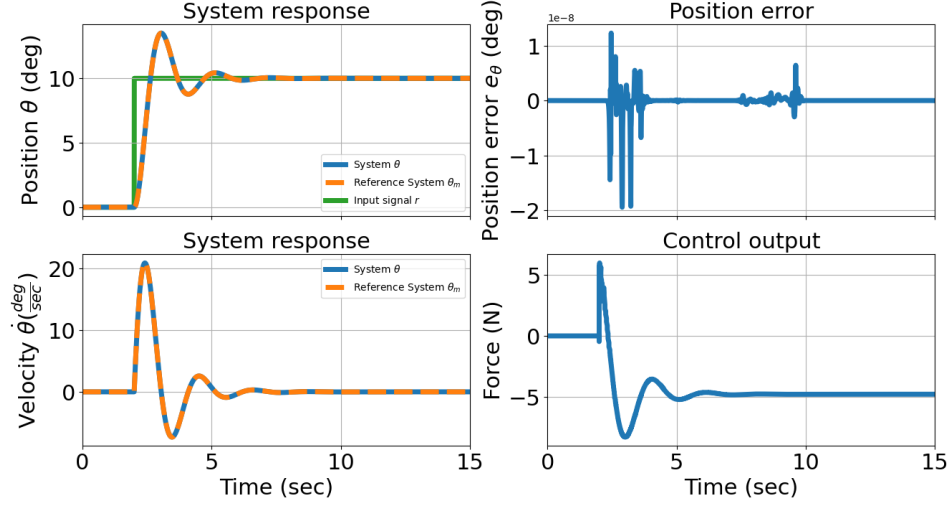 System response
Position θ (deg)
10
5
0
System θ
Reference System θm
Input signal r
Position error
1e−8
Position error eθ (deg)
1
0
−1
−2
System response
Velocity θ̇(deg/sec)
20
10
0
System θ
Reference System θm
0
5
10
15
Time (sec)
Control output
Force (N)
5
0
−5
0
5
10
15
Time (sec)